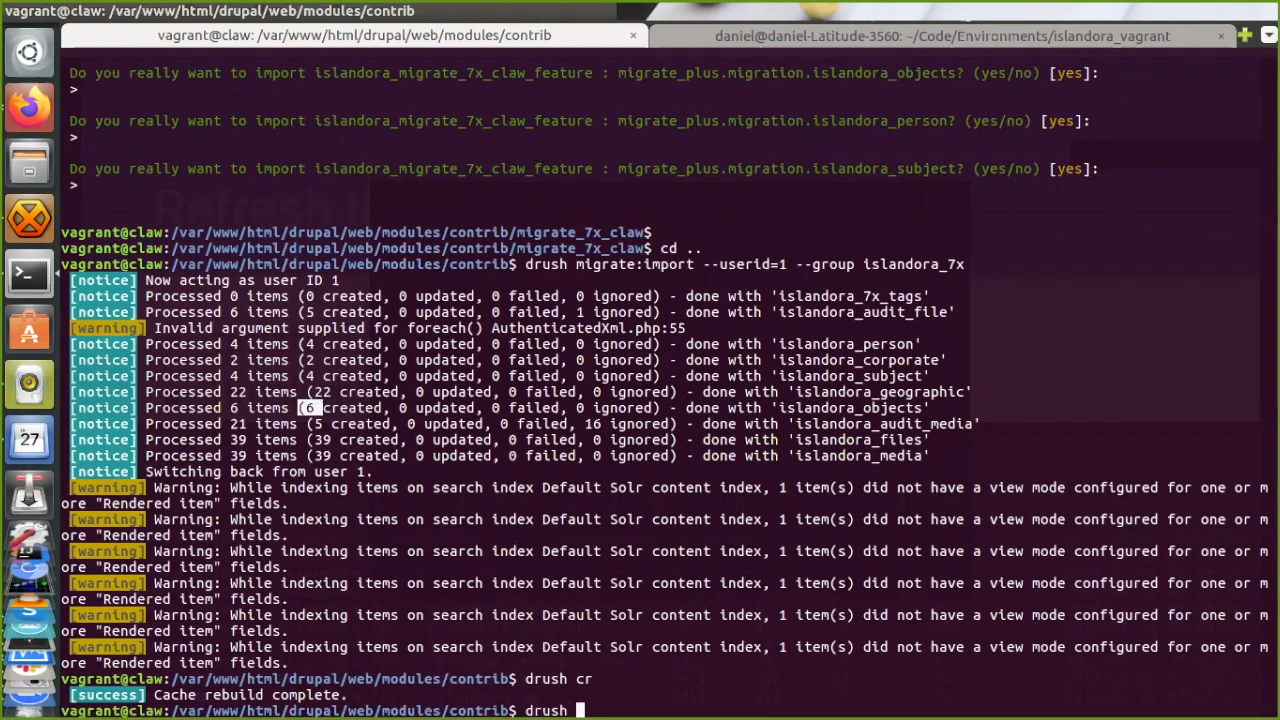 vagrant@claw: /var/www/html/drupal/web/modules/contrib
vagrant@claw: /var/www/html/drupal/web/modules/contrib × daniel@daniel-Latitude-3560: ~/Code/Environments/islandora_vagrant ×
Do you really want to import islandora_migrate_7x_claw_feature : migrate_plus.migration.islandora_objects? (yes/no) [yes]:
>
Do you really want to import islandora_migrate_7x_claw_feature : migrate_plus.migration.islandora_person? (yes/no) [yes]:
>
Do you really want to import islandora_migrate_7x_claw_feature : migrate_plus.migration.islandora_subject? (yes/no) [yes]:
>
vagrant@claw:/var/www/html/drupal/web/modules/contrib/migrate_7x_claw$
vagrant@claw:/var/www/html/drupal/web/modules/contrib/migrate_7x_claw$ cd ..
vagrant@claw:/var/www/html/drupal/web/modules/contrib$ drush migrate:import --userid=1 --group islandora_7x
[notice] Now acting as user ID 1
[notice] Processed 0 items (0 created, 0 updated, 0 failed, 0 ignored) - done with 'islandora_7x_tags'
[notice] Processed 6 items (5 created, 0 updated, 0 failed, 1 ignored) - done with 'islandora_audit_file'
[warning] Invalid argument supplied for foreach() AuthenticatedXml.php:55
[notice] Processed 4 items (4 created, 0 updated, 0 failed, 0 ignored) - done with 'islandora_person'
[notice] Processed 2 items (2 created, 0 updated, 0 failed, 0 ignored) - done with 'islandora_corporate'
[notice] Processed 4 items (4 created, 0 updated, 0 failed, 0 ignored) - done with 'islandora_subject'
[notice] Processed 22 items (22 created, 0 updated, 0 failed, 0 ignored) - done with 'islandora_geographic'
[notice] Processed 6 items (6 created, 0 updated, 0 failed, 0 ignored) - done with 'islandora_objects'
[notice] Processed 21 items (5 created, 0 updated, 0 failed, 16 ignored) - done with 'islandora_audit_media'
[notice] Processed 39 items (39 created, 0 updated, 0 failed, 0 ignored) - done with 'islandora_files'
[notice] Processed 39 items (39 created, 0 updated, 0 failed, 0 ignored) - done with 'islandora_media'
[notice] Switching back from user 1.
[warning] Warning: While indexing items on search index Default Solr content index, 1 item(s) did not have a view mode configured for one or m
ore "Rendered item" fields.
[warning] Warning: While indexing items on search index Default Solr content index, 1 item(s) did not have a view mode configured for one or m
ore "Rendered item" fields.
[warning] Warning: While indexing items on search index Default Solr content index, 1 item(s) did not have a view mode configured for one or m
ore "Rendered item" fields.
[warning] Warning: While indexing items on search index Default Solr content index, 1 item(s) did not have a view mode configured for one or m
ore "Rendered item" fields.
[warning] Warning: While indexing items on search index Default Solr content index, 1 item(s) did not have a view mode configured for one or m
ore "Rendered item" fields.
[warning] Warning: While indexing items on search index Default Solr content index, 1 item(s) did not have a view mode configured for one or m
ore "Rendered item" fields.
vagrant@claw:/var/www/html/drupal/web/modules/contrib$ drush cr
[success] Cache rebuild complete.
vagrant@claw:/var/www/html/drupal/web/modules/contrib$ drush
27